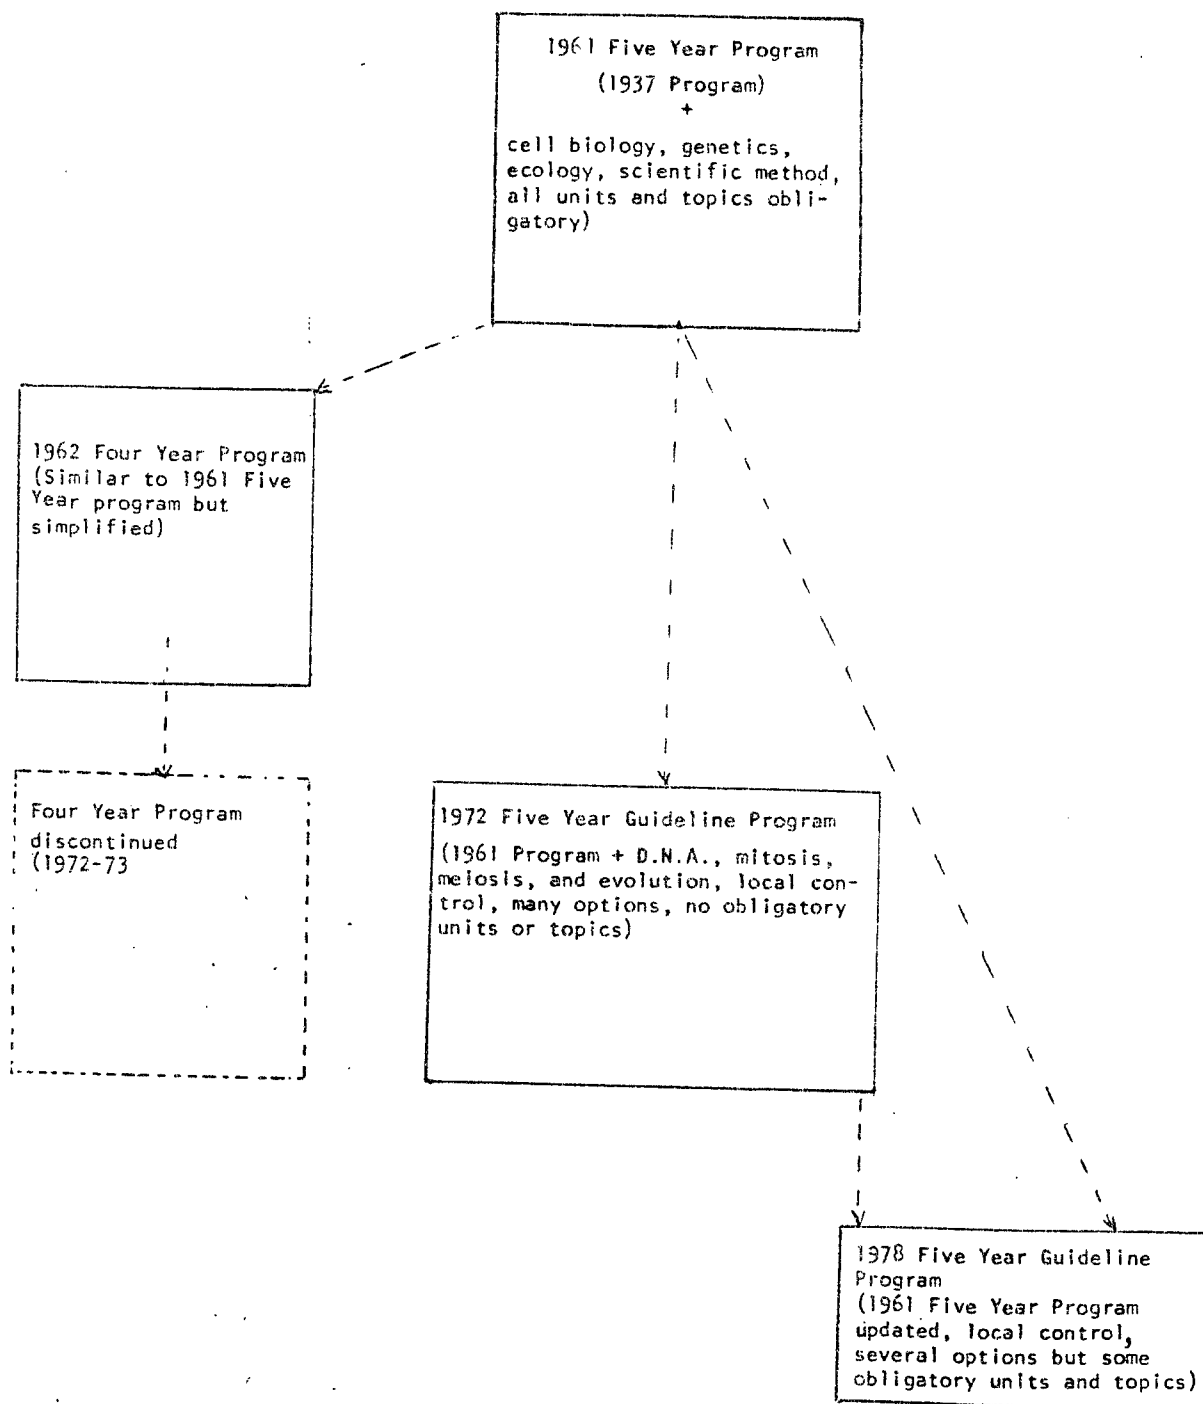 1961 Five Year Program
(1937 Program)
+
cell biology, genetics,
ecology, scientific method,
all units and topics obli-
gatory)
1962 Four Year Program
(Similar to 1961 Five
Year program but
simplified)
Four Year Program
discontinued
(1972-73
1972 Five Year Guideline Program
(1961 Program + D.N.A., mitosis,
meiosis, and evolution, local con-
trol, many options, no obligatory
units or topics)
1978 Five Year Guideline
Program
(1961 Five Year Program
updated, local control,
several options but some
obligatory units and topics)